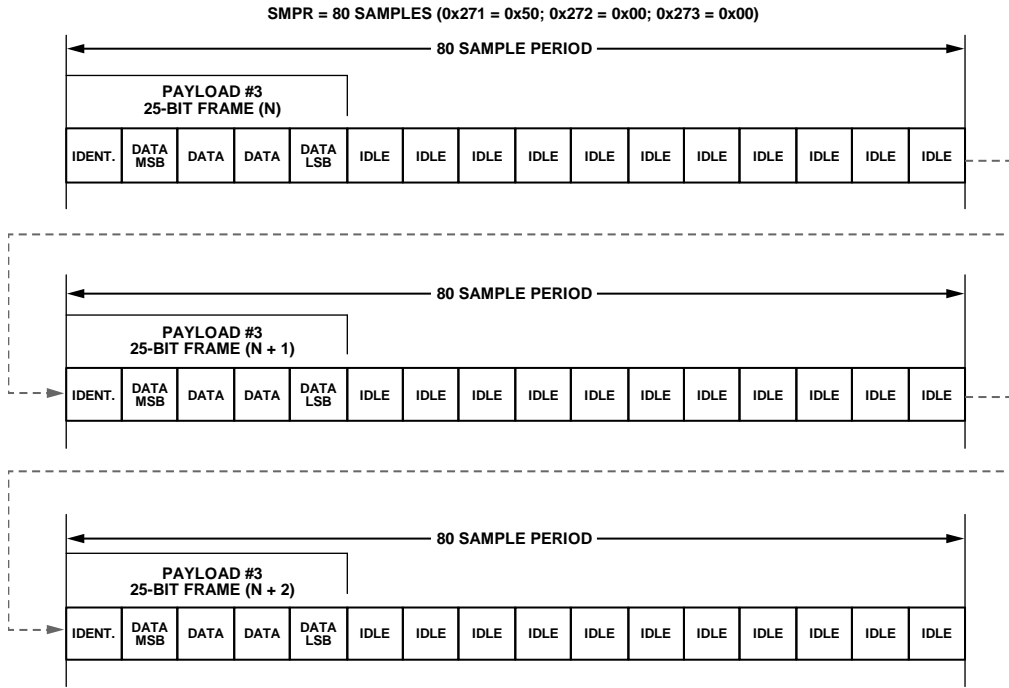 SMPR = 80 SAMPLES (0x271 = 0x50; 0x272 = 0x00; 0x273 = 0x00)
80 SAMPLE PERIOD
PAYLOAD #3
25-BIT FRAME (N)
IDENT. DATA MSB DATA DATA DATA LSB IDLE IDLE IDLE IDLE IDLE IDLE IDLE IDLE IDLE IDLE IDLE
80 SAMPLE PERIOD
PAYLOAD #3
25-BIT FRAME (N + 1)
IDENT. DATA MSB DATA DATA DATA LSB IDLE IDLE IDLE IDLE IDLE IDLE IDLE IDLE IDLE IDLE IDLE
80 SAMPLE PERIOD
PAYLOAD #3
25-BIT FRAME (N + 2)
IDENT. DATA MSB DATA DATA DATA LSB IDLE IDLE IDLE IDLE IDLE IDLE IDLE IDLE IDLE IDLE IDLE